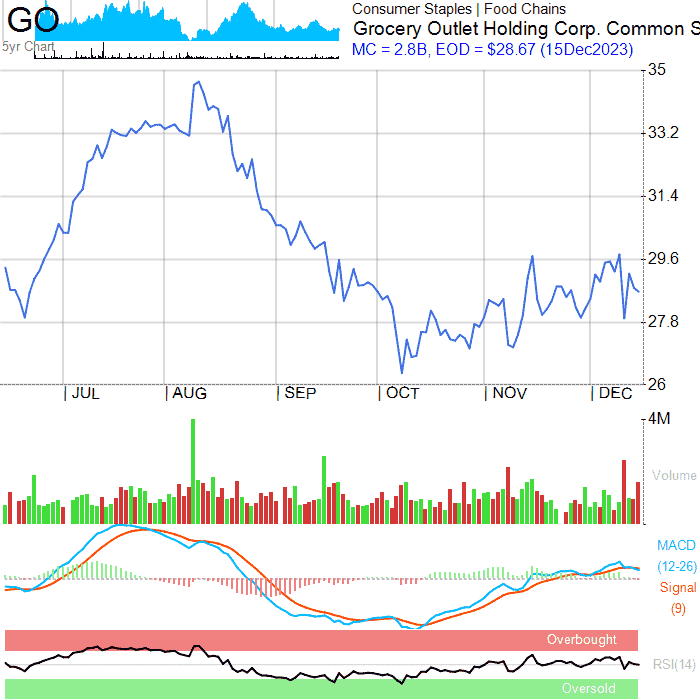 GO
5yr Chart
Consumer Staples | Food Chains
Grocery Outlet Holding Corp. Common S
MC = 2.8B, EOD = $28.67 (15Dec2023)
35
33.2
31.4
29.6
27.8
26
| JUL | AUG | SEP | OCT | NOV | DEC
4M
Volume
MACD
(12-26)
Signal
(9)
Overbought
RSI(14)
Oversold